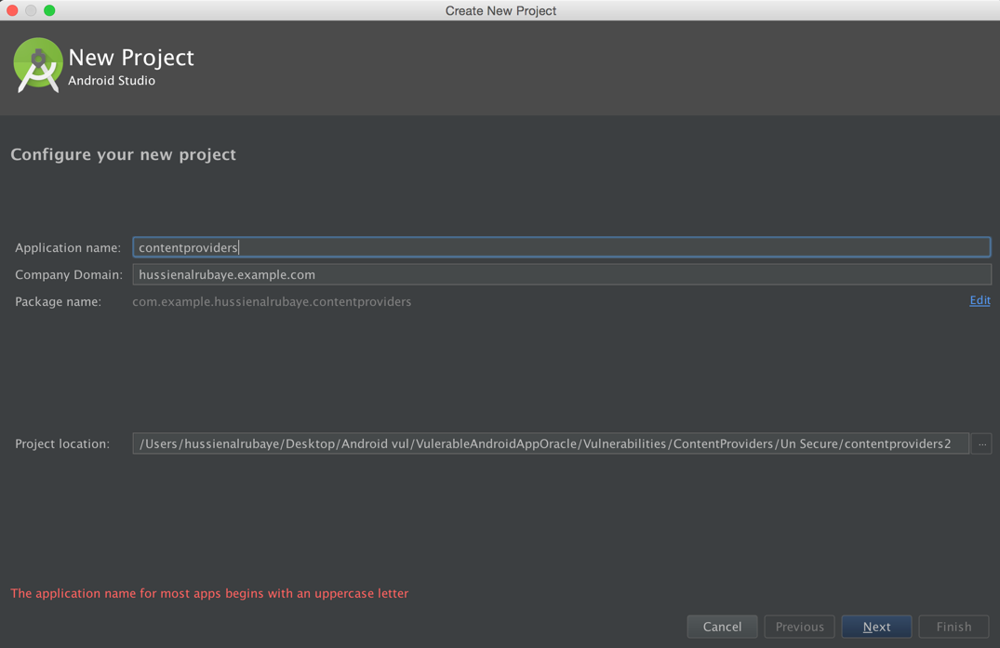 Create New Project
New Project
Android Studio
Configure your new project
Application name: contentproviders
Company Domain: hussienalrubaye.example.com
Package name: com.example.hussienalrubaye.contentproviders Edit
Project location: /Users/hussienalrubaye/Desktop/Android vul/VulerableAndroidAppOracle/Vulnerabilities/ContentProviders/Un Secure/contentproviders2 ...
The application name for most apps begins with an uppercase letter
Cancel Previous Next Finish